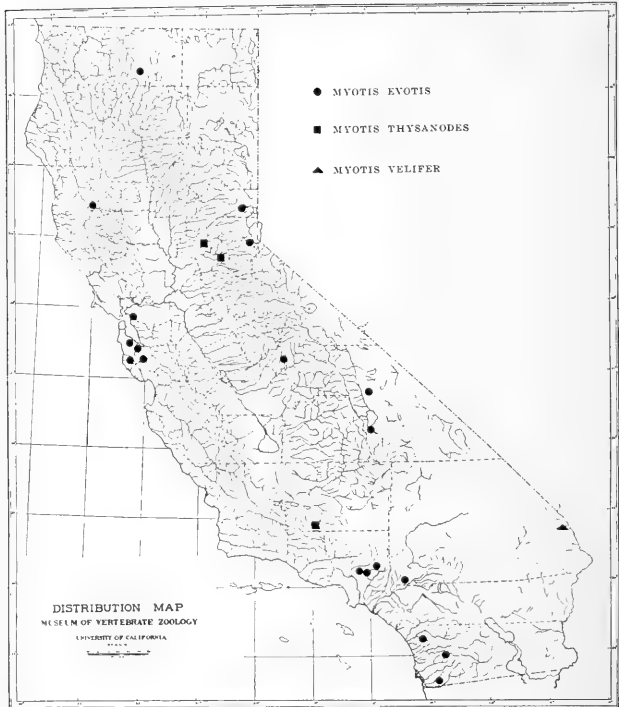 MYOTIS EVOTIS
MYOTIS THYSANODES
MYOTIS VELIFER
DISTRIBUTION MAP
MUSEUM OF VERTEBRATE ZOOLOGY
UNIVERSITY OF CALIFORNIA